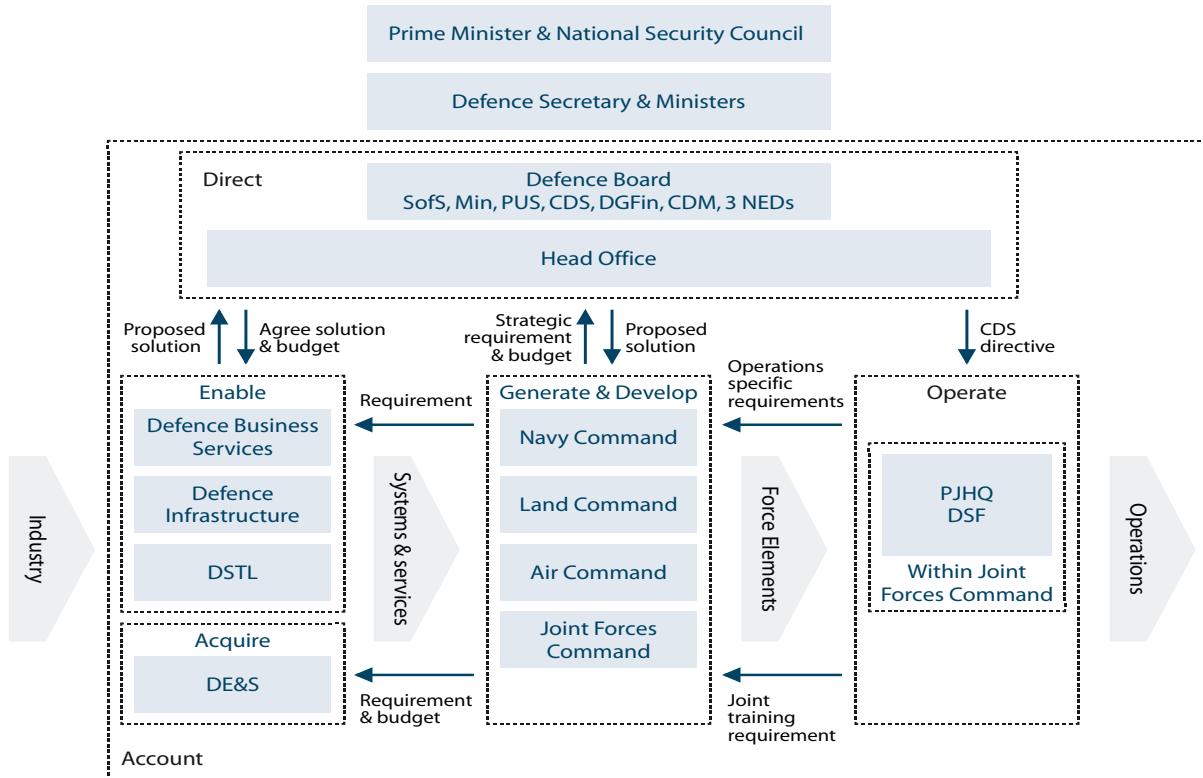 Prime Minister & National Security Council
Defence Secretary & Ministers
Direct
Defence Board
SofS, Min, PUS, CDS, DGFin, CDM, 3 NEDs
Head Office
Proposed
solution
Agree solution
& budget
Strategic
requirement
& budget
Proposed
solution
CDS
directive
Enable
Defence Business
Services
Defence
Infrastructure
DSTL
Acquire
DE&S
Requirement
Requirement
& budget
Generate & Develop
Navy Command
Land Command
Air Command
Joint Forces
Command
Operations
specific
requirements
Joint
training
requirement
Operate
PJHQ
DSF
Within Joint
Forces Command
Industry
Systems & services
Force Elements
Operations
Account